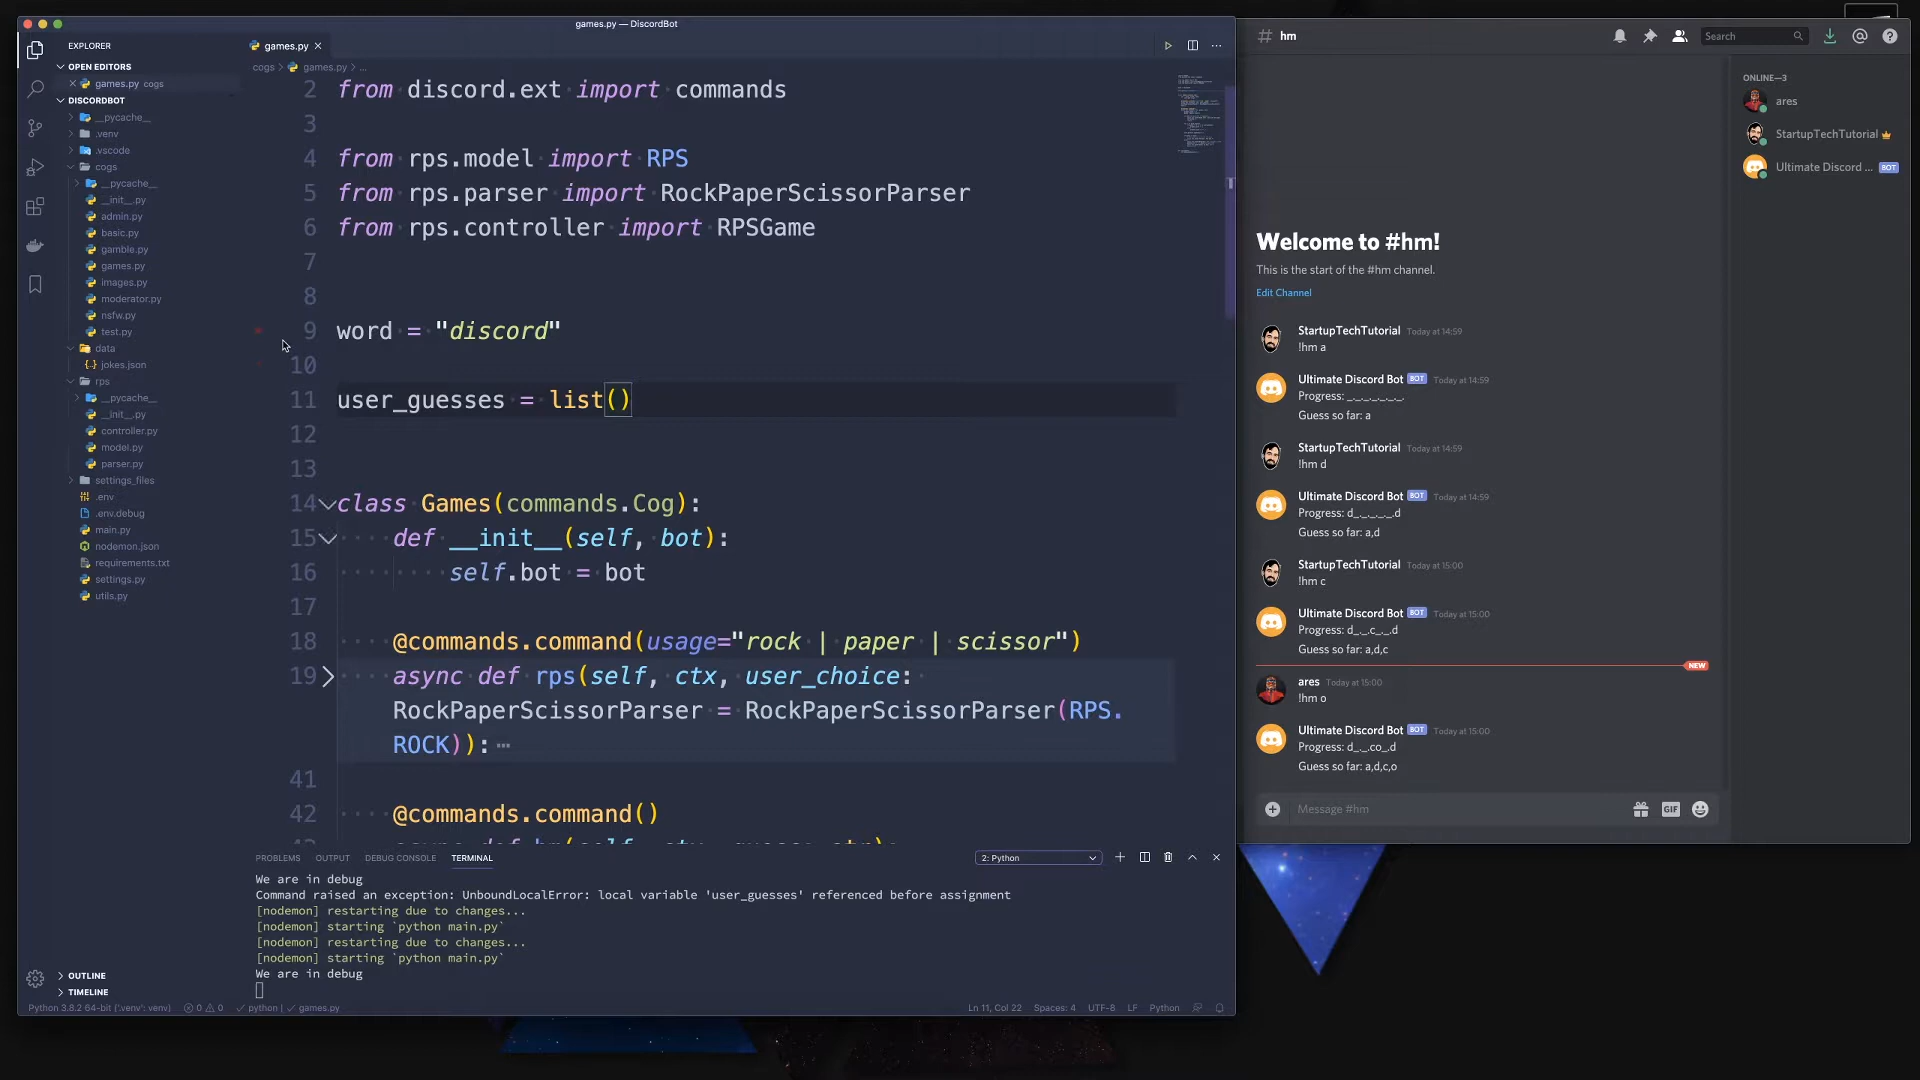 games.py — DiscordBot
EXPLORER
OPEN EDITORS
games.py cogs
DISCORDBOT
__pycache__
.venv
.vscode
cogs
__pycache__
__init__.py
admin.py
basic.py
gamble.py
games.py
images.py
moderator.py
nsfw.py
test.py
data
jokes.json
rps
__pycache__
__init__.py
controller.py
model.py
parser.py
settings_files
.env
.env.debug
main.py
nodemon.json
requirements.txt
settings.py
utils.py
OUTLINE
TIMELINE
games.py
cogs > games.py > ...
2 from discord.ext import commands
3
4 from rps.model import RPS
5 from rps.parser import RockPaperScissorParser
6 from rps.controller import RPSGame
7
8
9 word = "discord"
10
11 user_guesses = list()
12
13
14 class Games(commands.Cog):
15 def __init__(self, bot):
16 self.bot = bot
17
18 @commands.command(usage="rock | paper | scissor")
19 async def rps(self, ctx, user_choice:
RockPaperScissorParser = RockPaperScissorParser(RPS.
ROCK)):
41
42 @commands.command()
PROBLEMS OUTPUT DEBUG CONSOLE TERMINAL
2: Python
We are in debug
Command raised an exception: UnboundLocalError: local variable 'user_guesses' referenced before assignment
[nodemon] restarting due to changes...
[nodemon] starting `python main.py`
[nodemon] restarting due to changes...
[nodemon] starting `python main.py`
We are in debug
Python 3.8.2 64-bit ('.venv': venv) 0 0 python | games.py Ln 11, Col 22 Spaces: 4 UTF-8 LF Python
# hm
Search
Welcome to #hm!
This is the start of the #hm channel.
Edit Channel
StartupTechTutorial Today at 14:59
!hm a
Ultimate Discord Bot BOT Today at 14:59
Progress: _._._._._._.
Guess so far: a
StartupTechTutorial Today at 14:59
!hm d
Ultimate Discord Bot BOT Today at 14:59
Progress: d_._._._._.d
Guess so far: a,d
StartupTechTutorial Today at 15:00
!hm c
Ultimate Discord Bot BOT Today at 15:00
Progress: d_._.c_._.d
Guess so far: a,d,c
NEW
ares Today at 15:00
!hm o
Ultimate Discord Bot BOT Today at 15:00
Progress: d_._.co_.d
Guess so far: a,d,c,o
Message #hm
GIF
ONLINE—3
ares
StartupTechTutorial
Ultimate Discord ... BOT